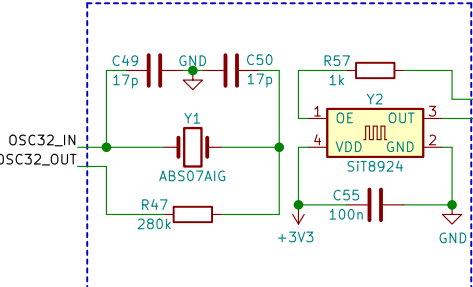 C49 GND C50
17p 17p
R57
1k
Y1
Y2
1 OE OUT 3
4 VDD GND 2
OSC32_IN
OSC32_OUT
ABS07AIG
SiT8924
R47
280k
C55
100n
+3V3
GND